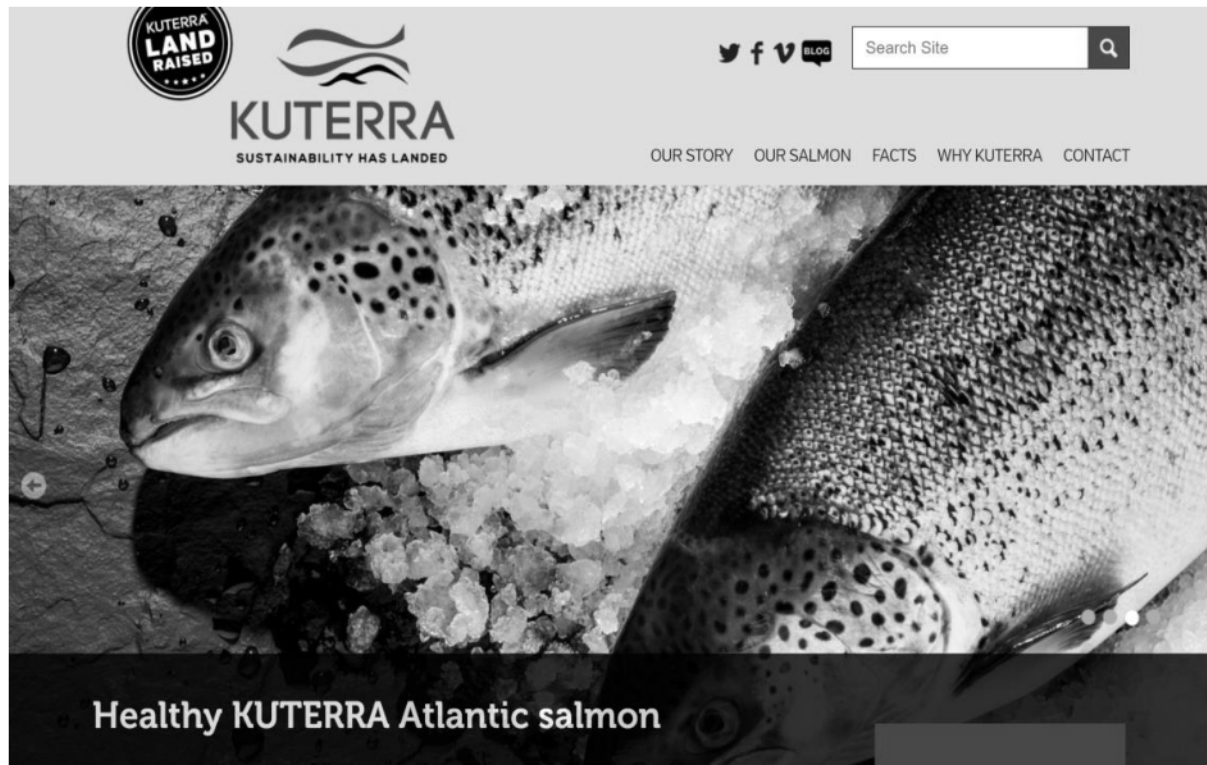 KUTERRA
LAND
RAISED
KUTERRA
SUSTAINABILITY HAS LANDED
BLOG
Search Site
OUR STORY OUR SALMON FACTS WHY KUTERRA CONTACT
Healthy KUTERRA Atlantic salmon